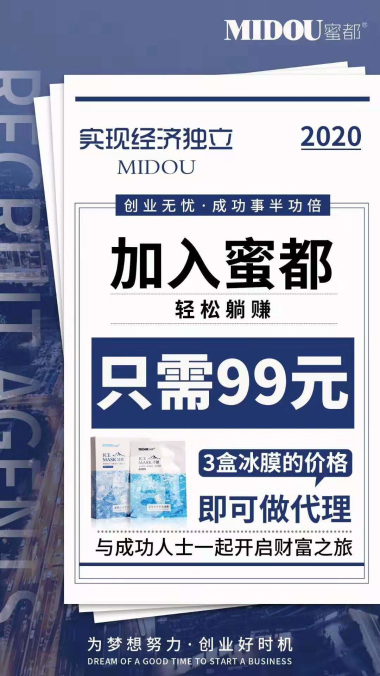 MIDOU蜜都®
RECRUIT AGENTS
实现经济独立
MIDOU
2020
创业无忧·成功事半功倍
加入蜜都
轻松躺赚
只需99元
ICE
MASK
3盒冰膜的价格
即可做代理
与成功人士一起开启财富之旅
为梦想努力·创业好时机
DREAM OF A GOOD TIME TO START A BUSINESS